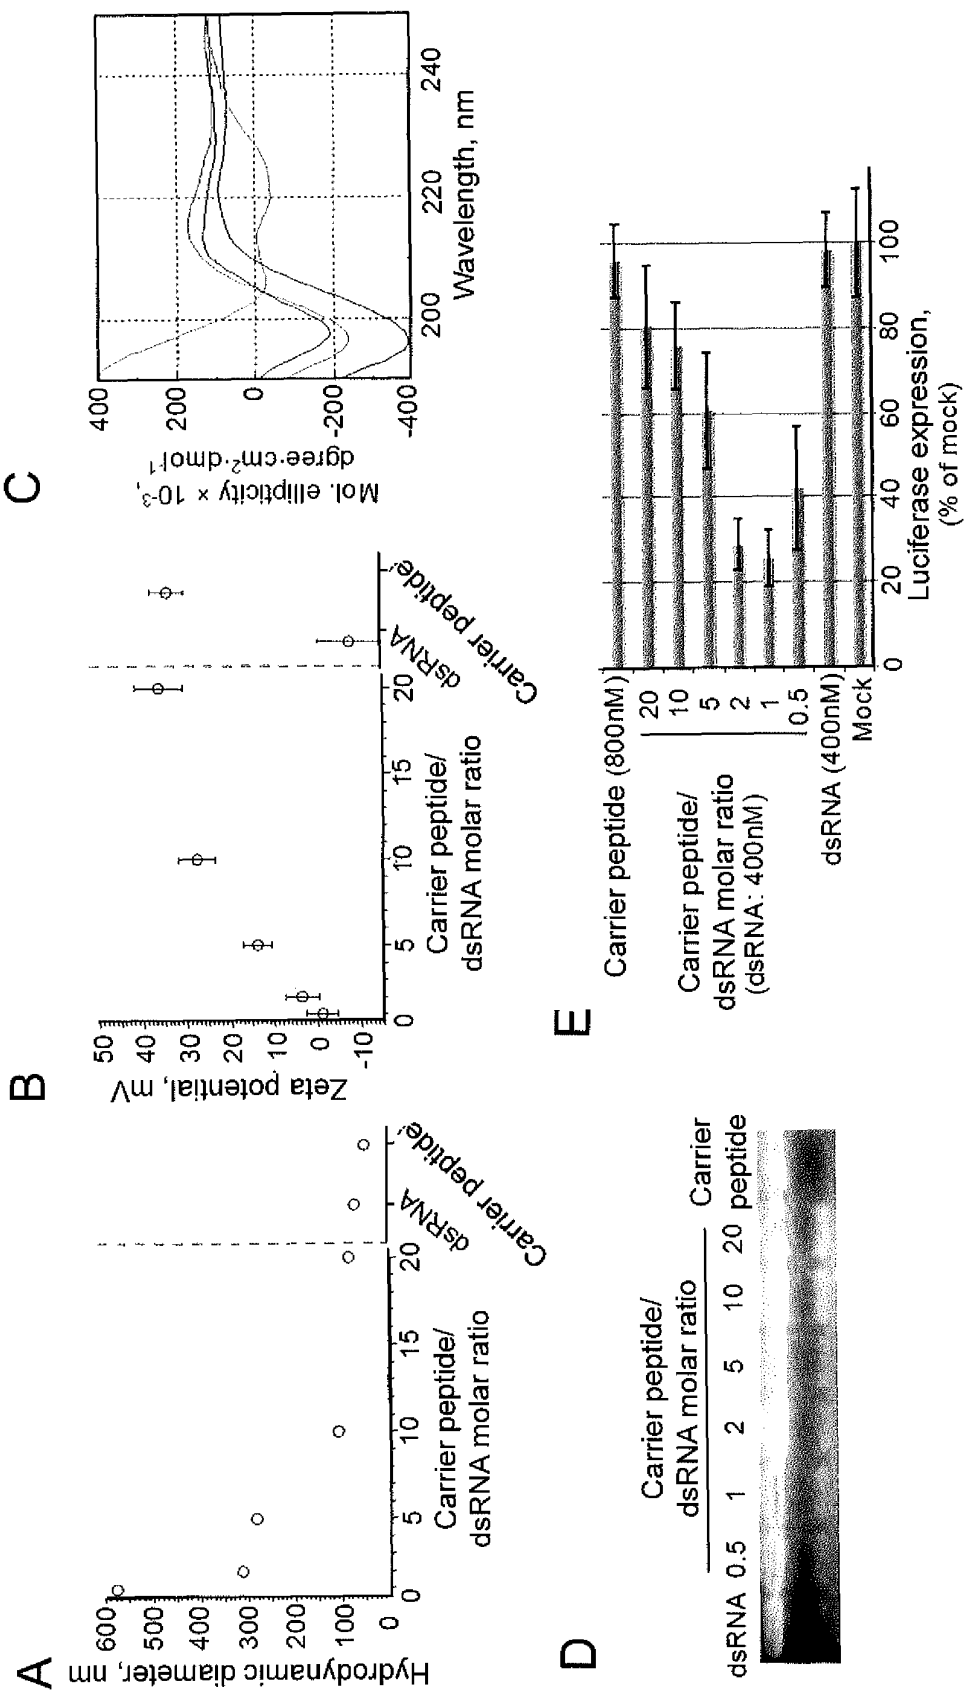 A
Hydrodynamic diameter, nm
600
500
400
300
200
100
0
0
5
10
15
20
dsRNA
Carrier peptide
Carrier peptide/
dsRNA molar ratio
B
Zeta potential, mV
50
40
30
20
10
0
-10
0
5
10
15
20
dsRNA
Carrier peptide
Carrier peptide/
dsRNA molar ratio
C
Mol. ellipticity × 10-3,
dgree·cm2·dmol-1
400
200
0
-200
-400
200
220
240
Wavelength, nm
D
Carrier peptide/
dsRNA molar ratio
Carrier
peptide
dsRNA 0.5 1 2 5 10 20
E
Carrier peptide (800nM)
Carrier peptide/
dsRNA molar ratio
(dsRNA: 400nM)
20
10
5
2
1
0.5
dsRNA (400nM)
Mock
0
20
40
60
80
100
Luciferase expression,
(% of mock)